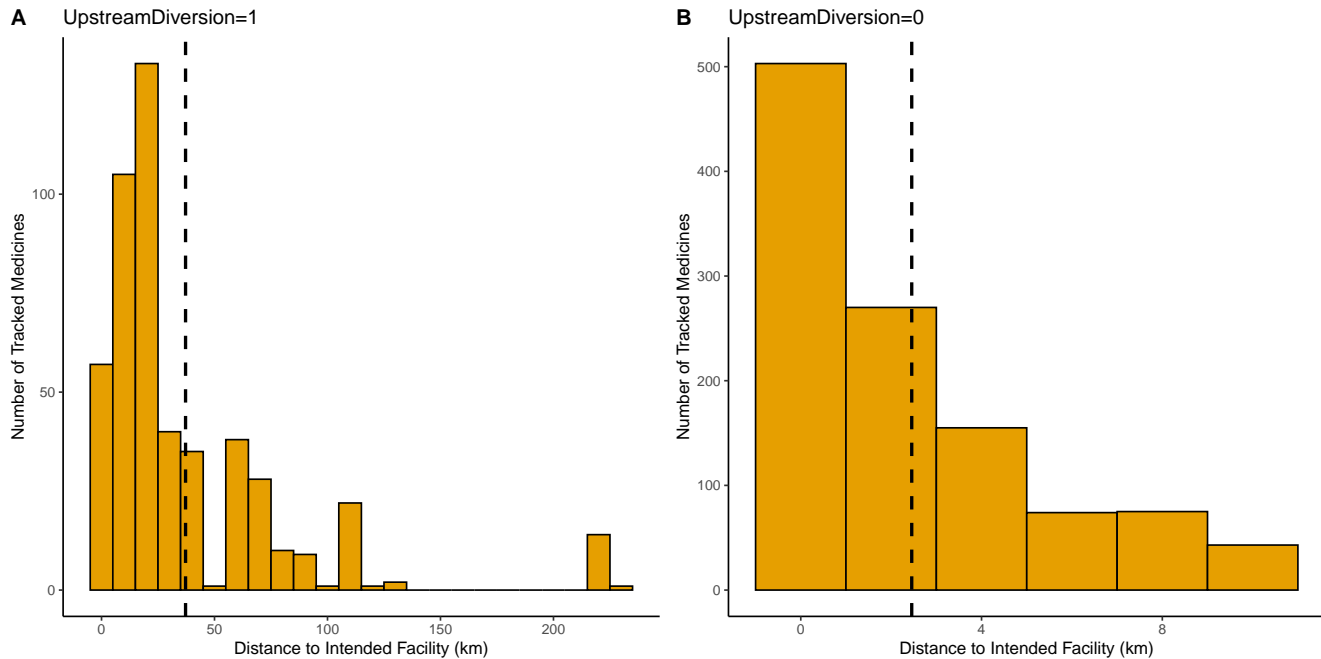 A UpstreamDiversion=1
Number of Tracked Medicines
100
50
0
0 50 100 150 200
Distance to Intended Facility (km)
B UpstreamDiversion=0
Number of Tracked Medicines
500
400
300
200
100
0
0 4 8
Distance to Intended Facility (km)